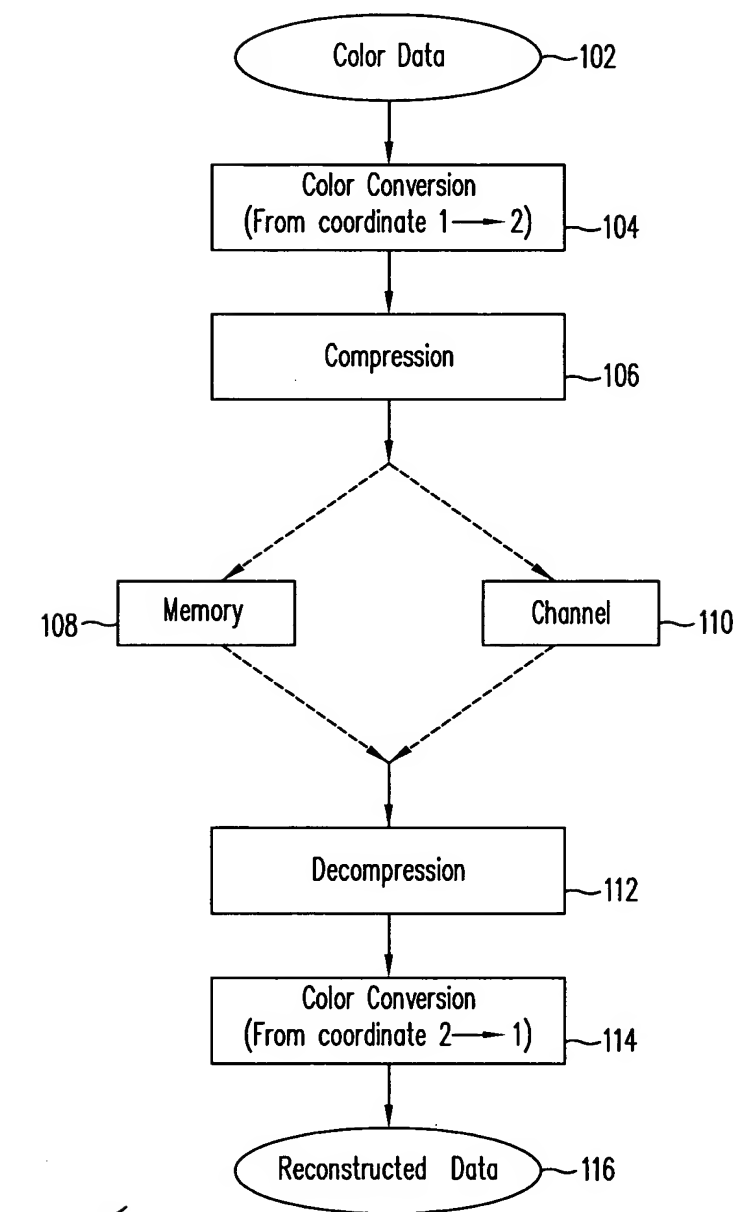 Color Data
102
Color Conversion
(From coordinate 1→2)
104
Compression
106
Memory
108
Channel
110
Decompression
112
Color Conversion
(From coordinate 2→1)
114
Reconstructed Data
116